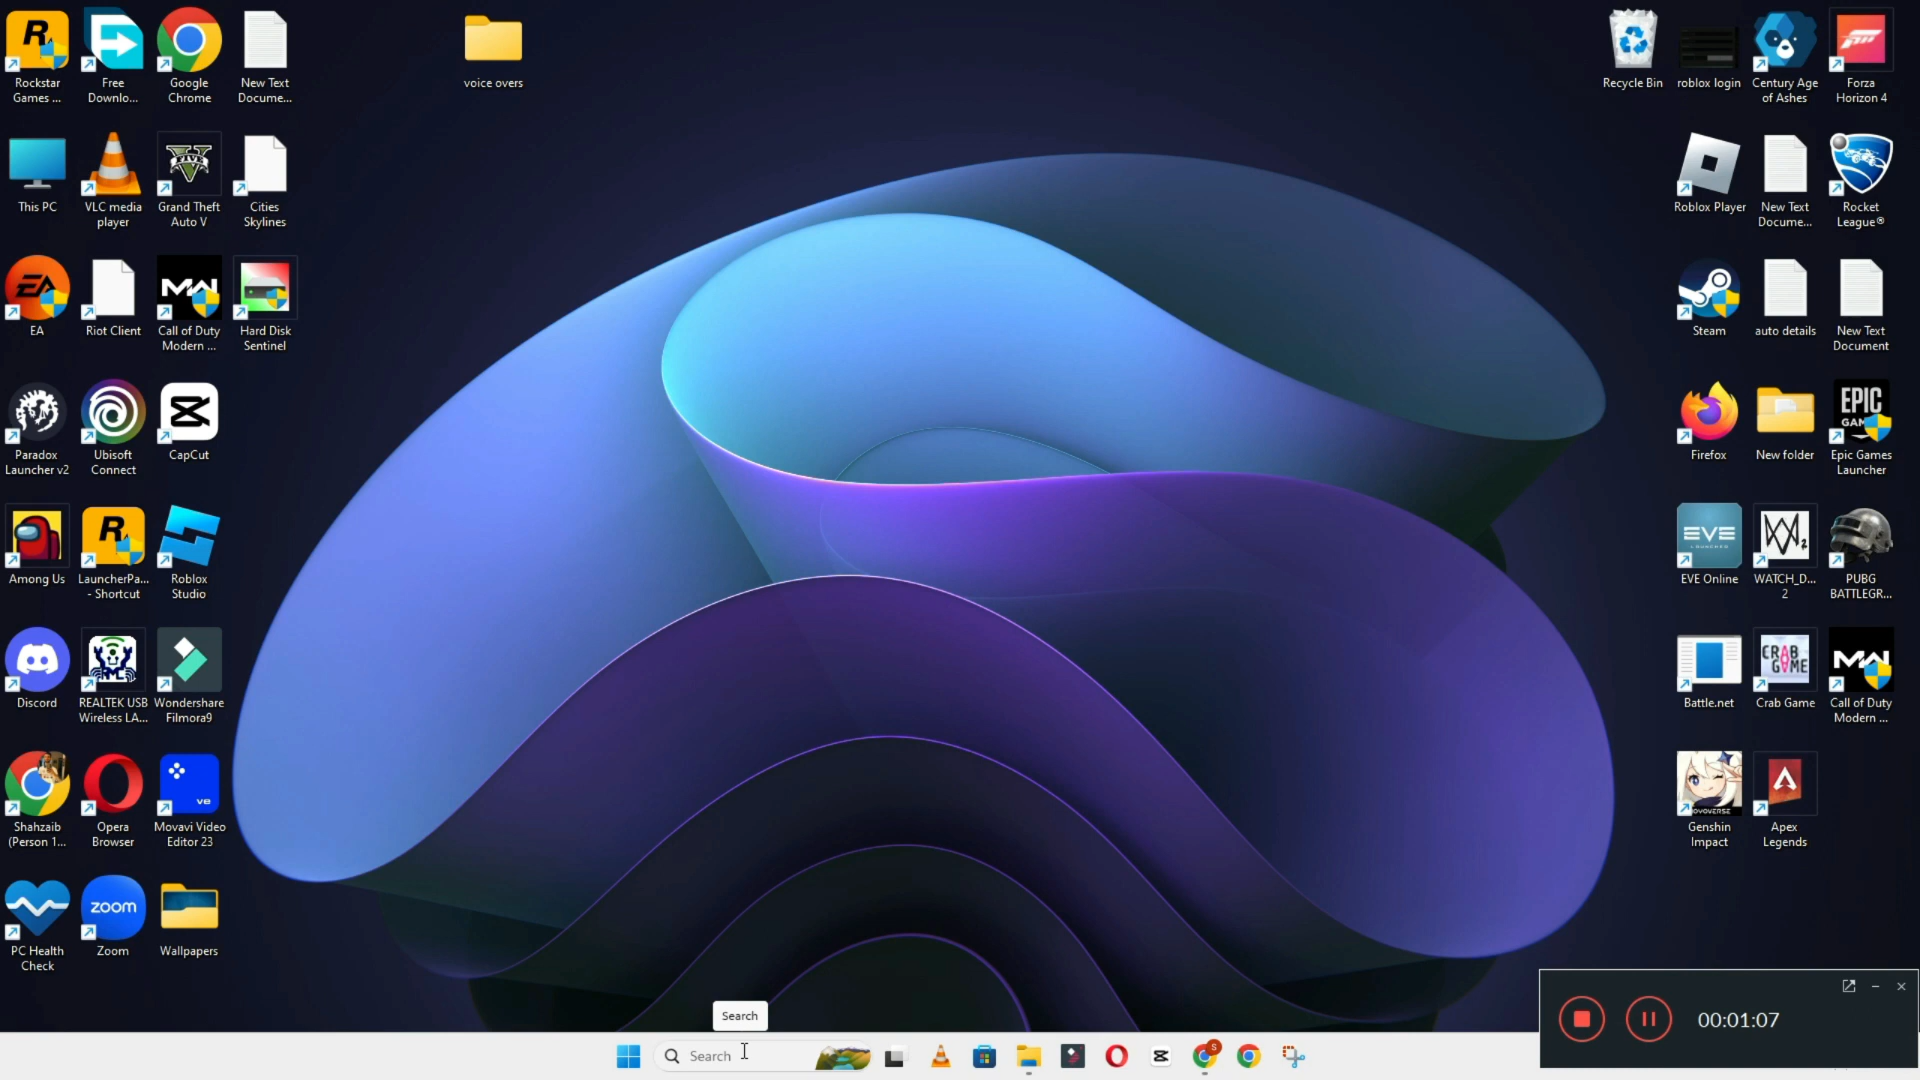 Rockstar
Games ...
Free
Downlo...
Google
Chrome
New Text
Docume...
voice overs
Recycle Bin
roblox login
Century Age
of Ashes
Forza
Horizon 4
This PC
VLC media
player
Grand Theft
Auto V
Cities
Skylines
Roblox Player
New Text
Docume...
Rocket
League®
EA
Riot Client
Call of Duty
Modern ...
Hard Disk
Sentinel
Steam
auto details
New Text
Document
Paradox
Launcher v2
Ubisoft
Connect
CapCut
Firefox
New folder
EPIC
Epic Games
Launcher
Among Us
LauncherPa...
- Shortcut
Roblox
Studio
EVE
EVE Online
WATCH_D...
2
PUBG
BATTLEGR...
Discord
REALTEK USB
Wireless LA...
Wondershare
Filmora9
Battle.net
CRAB
GAME
Crab Game
Call of Duty
Modern ...
Shahzaib
(Person 1...
Opera
Browser
ve
Movavi Video
Editor 23
Genshin
Impact
Apex
Legends
PC Health
Check
zoom
Zoom
Wallpapers
Search
Search
00:01:07